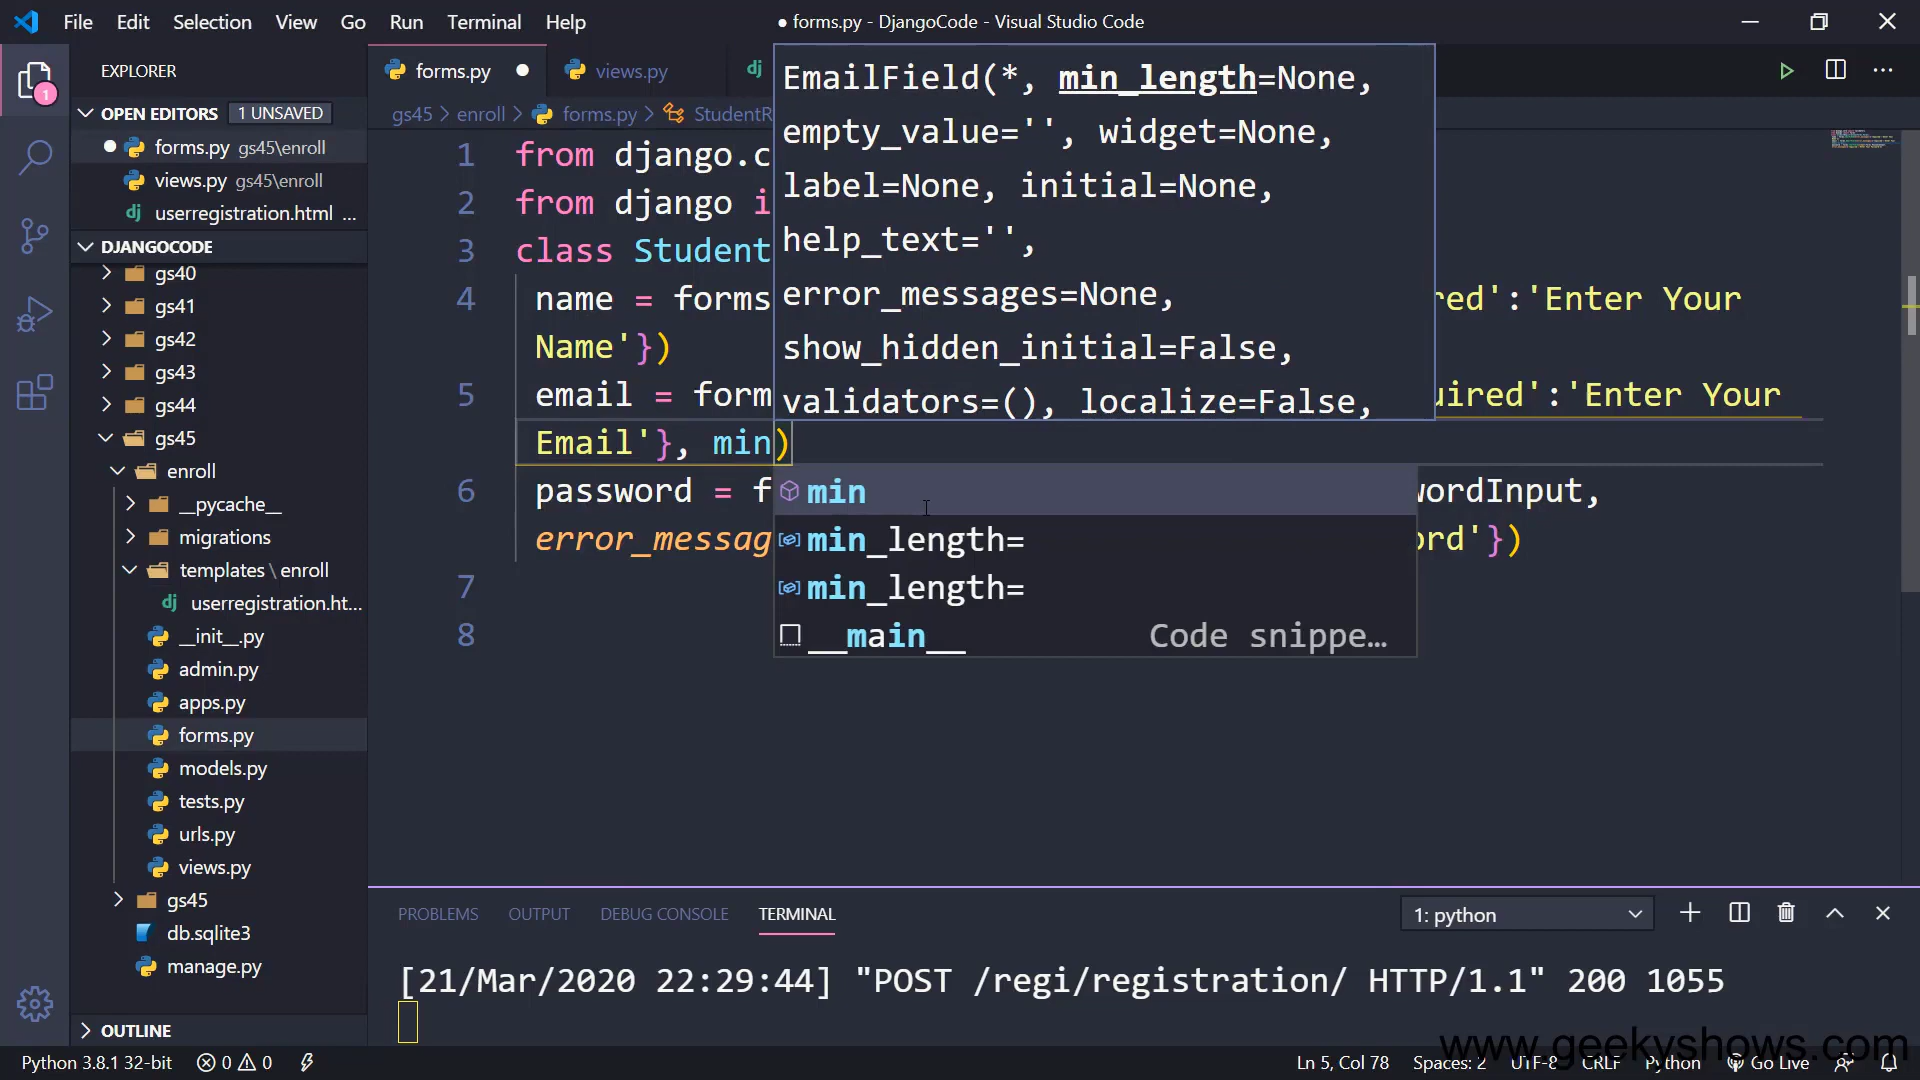 File Edit Selection View Go Run Terminal Help
● forms.py - DjangoCode - Visual Studio Code
EXPLORER
1
OPEN EDITORS 1 UNSAVED
forms.py gs45\enroll
views.py gs45\enroll
userregistration.html ...
DJANGOCODE
gs40
gs41
gs42
gs43
gs44
gs45
enroll
__pycache__
migrations
templates \ enroll
userregistration.ht...
__init__.py
admin.py
apps.py
forms.py
models.py
tests.py
urls.py
views.py
gs45
db.sqlite3
manage.py
OUTLINE
forms.py
views.py
gs45 > enroll > forms.py > StudentR
EmailField(*, min_length=None,
empty_value='', widget=None,
label=None, initial=None,
help_text='',
error_messages=None,
show_hidden_initial=False,
validators=(), localize=False,
1 from django.c
2 from django i
3 class Student
4 name = forms red':'Enter Your
Name'})
5 email = form uired':'Enter Your
Email'}, min)
6 password = f wordInput,
error_messag ord'})
7
8
min
min_length=
min_length=
__main__ Code snippe...
PROBLEMS OUTPUT DEBUG CONSOLE TERMINAL
1: python
[21/Mar/2020 22:29:44] "POST /regi/registration/ HTTP/1.1" 200 1055
www.geekyshows.com
Python 3.8.1 32-bit 0 0
Ln 5, Col 78 Spaces: 2 UTF-8 CRLF Python Go Live